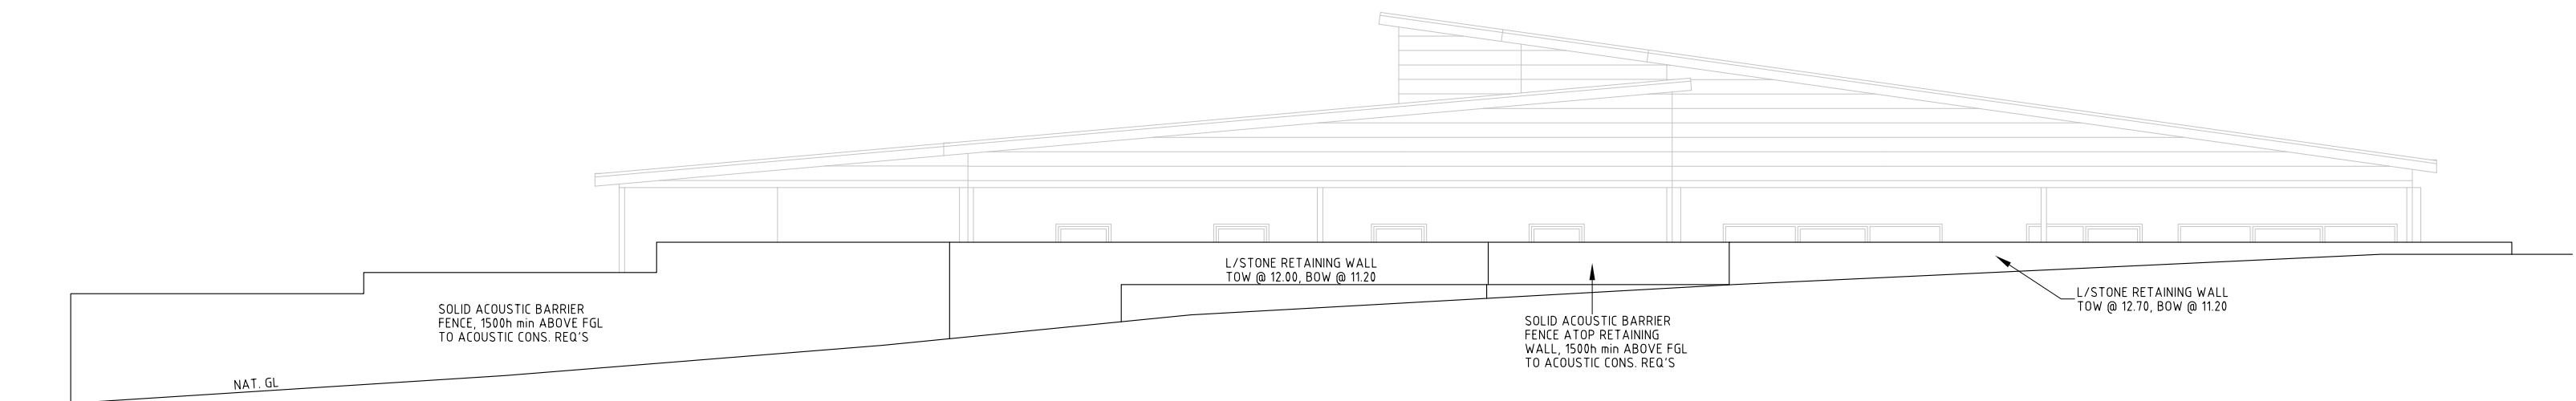 L/STONE RETAINING WALL
TOW @ 12.00, BOW @ 11.20
SOLID ACOUSTIC BARRIER
FENCE, 1500h min ABOVE FGL
TO ACOUSTIC CONS. REQ'S
L/STONE RETAINING WALL
TOW @ 12.70, BOW @ 11.20
SOLID ACOUSTIC BARRIER
FENCE ATOP RETAINING
WALL, 1500h min ABOVE FGL
TO ACOUSTIC CONS. REQ'S
NAT. GL